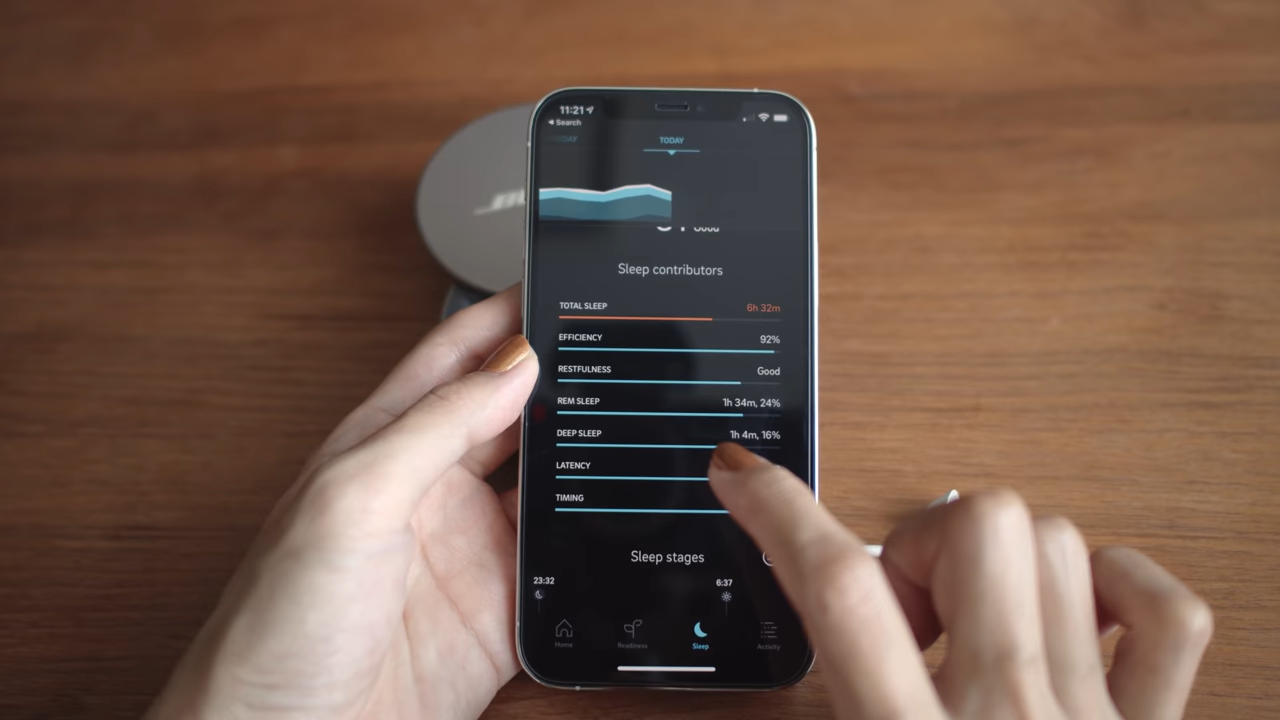 11:21
Search
TODAY
Good
Sleep contributors
TOTAL SLEEP 6h 32m
EFFICIENCY 92%
RESTFULNESS Good
REM SLEEP 1h 34m, 24%
DEEP SLEEP 1h 4m, 16%
LATENCY
TIMING
Sleep stages
23:32 6:37
Home Readiness Sleep Activity